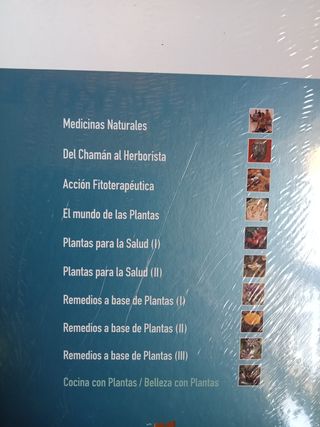 Medicinas Naturales
Del Chamán al Herborista
Acción Fitoterapéutica
El mundo de las Plantas
Plantas para la Salud (I)
Plantas para la Salud (II)
Remedios a base de Plantas (I)
Remedios a base de Plantas (II)
Remedios a base de Plantas (III)
Cocina con Plantas / Belleza con Plantas